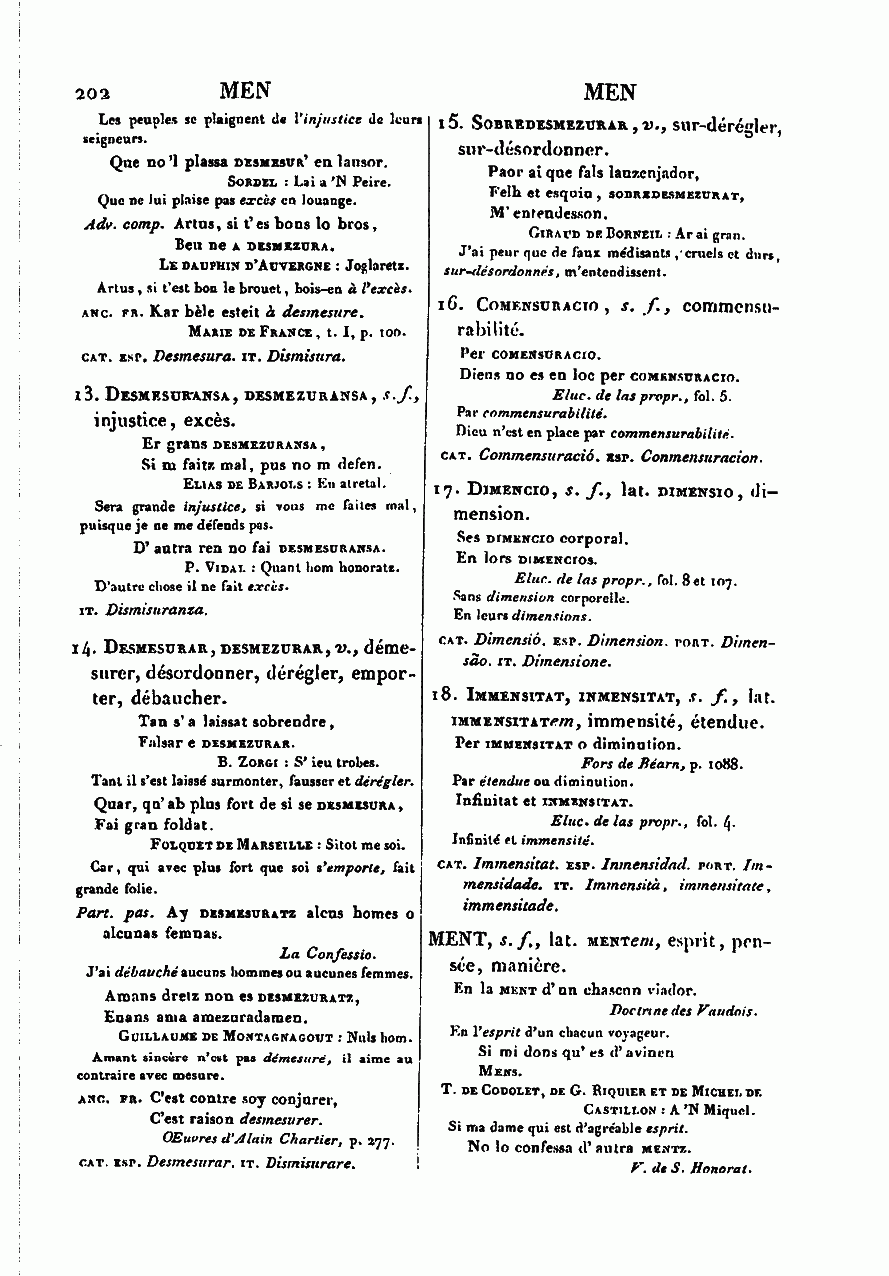 202 MEN MEN
Les peuples se plaignent de l'injustice de leurs
seigneurs.
Que no'l plassa DESMESUR' en lausor.
SORDEL : Lai a 'N Peire.
Que ne lui plaise pas excès en louange.
Adv. comp. Artus, si t'es bons lo bros,
Beu ne A DESMEZURA.
LE DAUPHIN D'AUVERGNE : Joglaretz.
Artus, si t'est bon le brouet, bois-en à l'excès.
ANC. FR. Kar bèle esteit à desmesure.
MARIE DE FRANCE, t. I, p. 100.
CAT. ESP. Desmesura. IT. Dismisura.
13. DESMESURANSA, DESMEZURANSA, s. f.,
injustice, excès.
Er grans DESMEZURANSA,
Si m faitz mal, pus no m defen.
ELIAS DE BARJOLS : En atretal.
Sera grande injustice, si vous me faites mal,
puisque je ne me défends pas.
D' autra ren no fai DESMESURANSA.
P. VIDAL : Quant hom honoratz.
D'autre chose il ne fait excès.
IT. Dismisuranza.
14. DESMESURAR, DESMEZURAR, v., déme-
surer, désordonner, dérégler, empor-
ter, débaucher.
Tan s'a laissat sobrendre,
Falsar e DESMEZURAR.
B. ZORGI : S' ieu trobes.
Tant il s'est laissé surmonter, fausser et dérégler.
Quar, qu'ab plus fort de si se DESMESURA,
Fai gran foldat.
FOLQUET DE MARSEILLE : Sitot me soi.
Car, qui avec plus fort que soi s'emporte, fait
grande folie.
Part. pas. Ay DESMESURATZ alcus homes o
alcunas femnas.
La Confessio.
J'ai débauché aucuns hommes ou aucunes femmes.
Amans dretz non es DESMEZURATZ,
Enans ama amezuradamen.
GUILLAUME DE MONTAGNAGOUT : Nuls hom.
Amant sincère n'est pas démesuré, il aime au
contraire avec mesure.
ANC. FR. C'est contre soy conjurer,
C'est raison desmesurer.
OEuvres d'Alain Chartier, p. 277.
CAT. ESP. Desmesurar. IT. Dismisurare.
15. SOBREDESMEZURAR, v., sur-dérégler,
sur-désordonner.
Paor ai que fals lauzenjador,
Felh et esquiu, SOBREDESMEZURAT,
M' entendesson.
GIRAUD DE BORNEIL : Ar ai gran.
J'ai peur que de faux médisants, cruels et durs,
sur-désordonnés, m'entendissent.
16. COMENSURACIO, s. f., commensu-
rabilité.
Per COMENSURACIO.
Diens no es en loc per COMENSURACIO.
Eluc. de las propr., fol. 5.
Par commensurabilité.
Dieu n'est en place par commensurabilité.
CAT. Commensuració. ESP. Conmensuracion.
17. DIMENCIO, s. f., lat. DIMENSIO, di-
mension.
Ses DIMENCIO corporal.
En lors DIMENCIOS.
Eluc. de las propr., fol. 8 et 107.
Sans dimension corporelle.
En leurs dimensions.
CAT. Dimensió. ESP. Dimension. PORT. Dimen-
são. IT. Dimensione.
18. IMMENSITAT, INMENSITAT, s. f., lat.
IMMENSITATem, immensité, étendue.
Per IMMENSITAT o diminution.
Fors de Béarn, p. 1088.
Par étendue ou diminution.
Infinitat et INMENSITAT.
Eluc. de las propr., fol. 4.
Infinité et immensité.
CAT. Immensitat. ESP. Inmensidad. PORT. Im-
mensidade. IT. Immensità, immensitate,
immensitade.
MENT, s. f., lat. MENTem, esprit, pen-
sée, manière.
En la MENT d' un chascun viador.
Doctrine des Vaudois.
En l'esprit d'un chacun voyageur.
Si mi dons qu' es d' avinen
MENS.
T. DE CODOLET, DE G. RIQUIER ET DE MICHEL DE
CASTILLON : A 'N Miquel.
Si ma dame qui est d'agréable esprit.
No lo confessa d' autra MENTZ.
V. de S. Honorat.